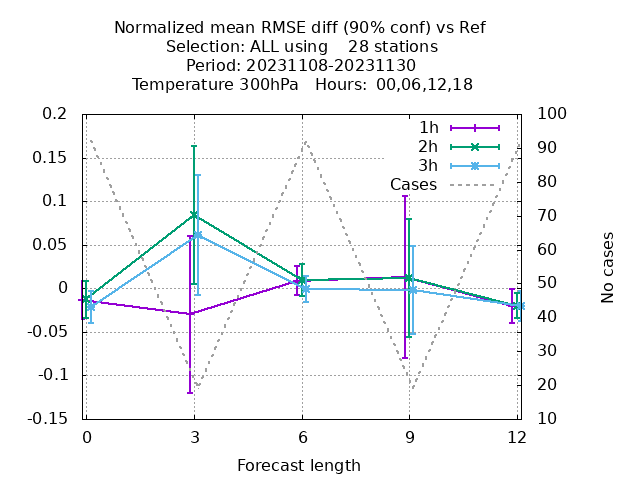 Normalized mean RMSE diff (90% conf) vs Ref
Selection: ALL using    28 stations
Period: 20231108-20231130
Temperature 300hPa   Hours:  00,06,12,18
0.2
0.15
0.1
0.05
0
-0.05
-0.1
-0.15
100
90
80
70
60
50
40
30
20
10
1h
2h
3h
Cases
No cases
0
3
6
9
12
Forecast length